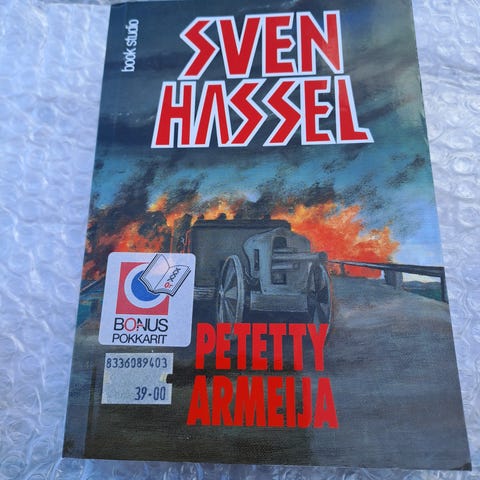 book studio
SVEN
HASSEL
BONUS
POKKARIT
8336089403
39-00
PETETTY
ARMEIJA